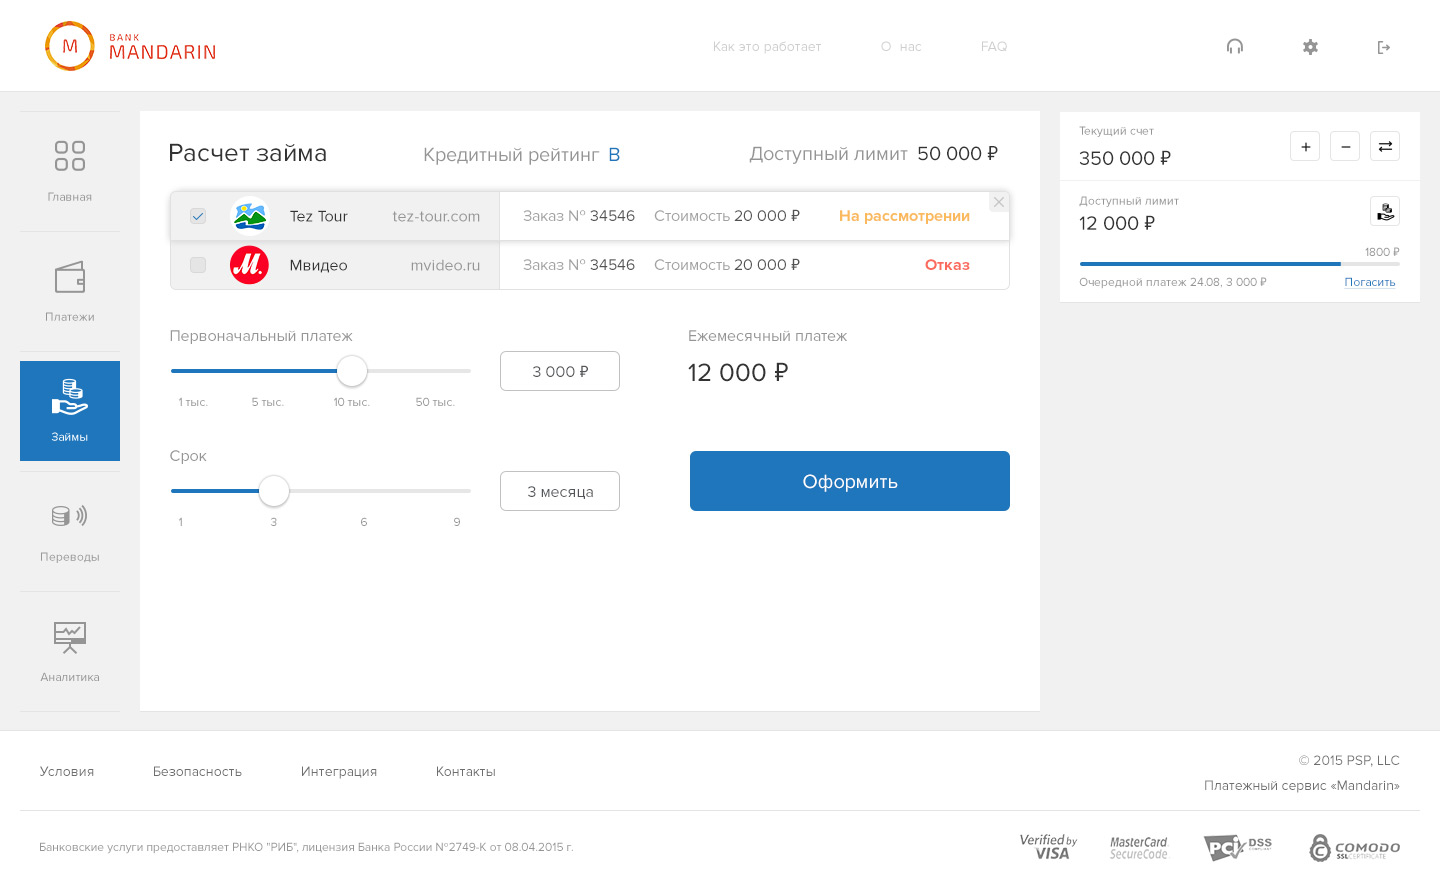 BANK
M MANDARIN
Как это работает О нас FAQ
Главная
Платежи
Займы
Переводы
Аналитика
Расчет займа Кредитный рейтинг B Доступный лимит 50 000 ₽
Tez Tour tez-tour.com Заказ № 34546 Стоимость 20 000 ₽ На рассмотрении
М. Мвидео mvideo.ru Заказ № 34546 Стоимость 20 000 ₽ Отказ
Первоначальный платеж
3 000 ₽
1 тыс. 5 тыс. 10 тыс. 50 тыс.
Ежемесячный платеж
12 000 ₽
Срок
3 месяца
1 3 6 9
Оформить
Текущий счет
350 000 ₽
Доступный лимит
12 000 ₽
1800 ₽
Очередной платеж 24.08, 3 000 ₽ Погасить
Условия Безопасность Интеграция Контакты
© 2015 PSP, LLC
Платежный сервис «Mandarin»
Банковские услуги предоставляет РНКО "РИБ", лицензия Банка России №2749-К от 08.04.2015 г.
Verified by
VISA
MasterCard
SecureCode
PCI DSS
COMPLIANT
COMODO
SSL CERTIFICATE